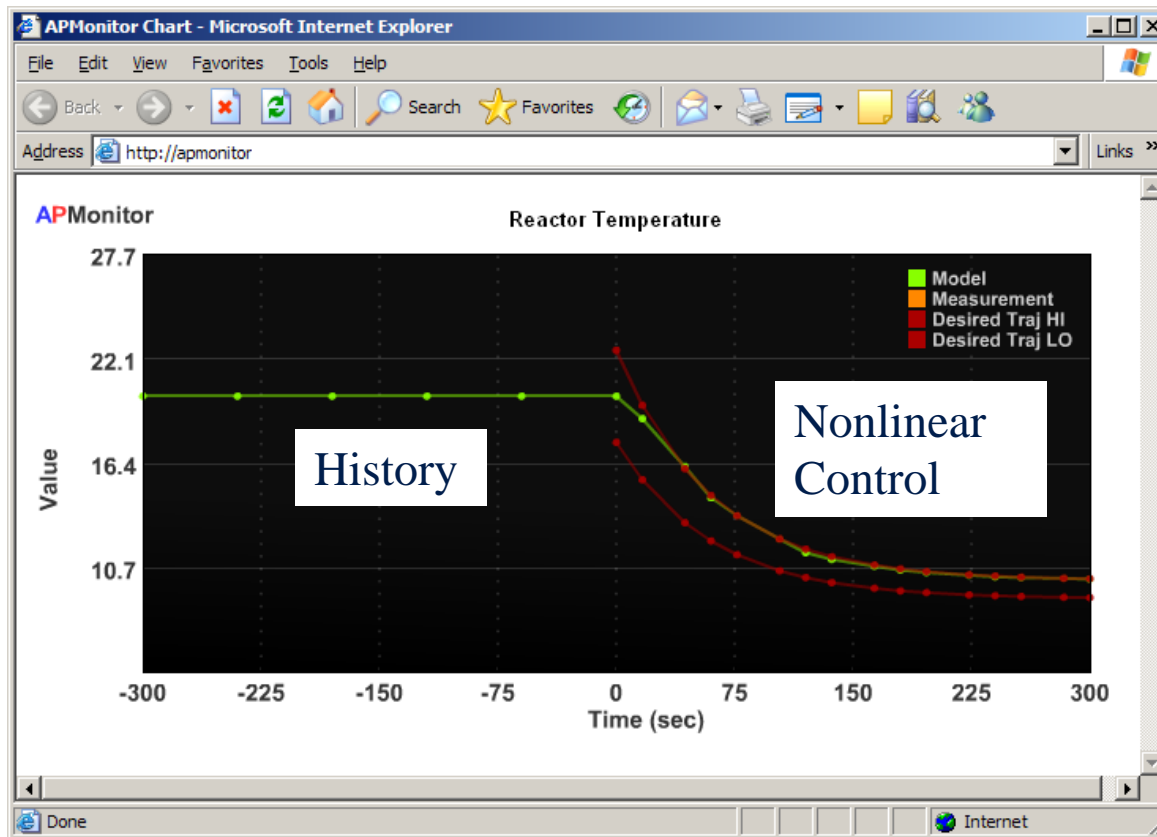 APMonitor Chart - Microsoft Internet Explorer
File Edit View Favorites Tools Help
Back Search Favorites
Address http://apmonitor Links »
APMonitor
Reactor Temperature
27.7
22.1
16.4
10.7
Value
Model
Measurement
Desired Traj HI
Desired Traj LO
History
Nonlinear
Control
-300 -225 -150 -75 0 75 150 225 300
Time (sec)
Done Internet